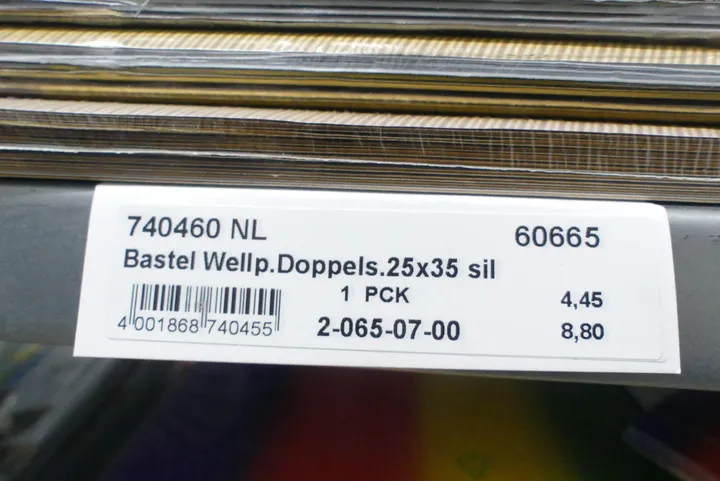 740460 NL 60665
Bastel Wellp.Doppels.25x35 sil
1 PCK 4,45
4 001868 740455 2-065-07-00 8,80